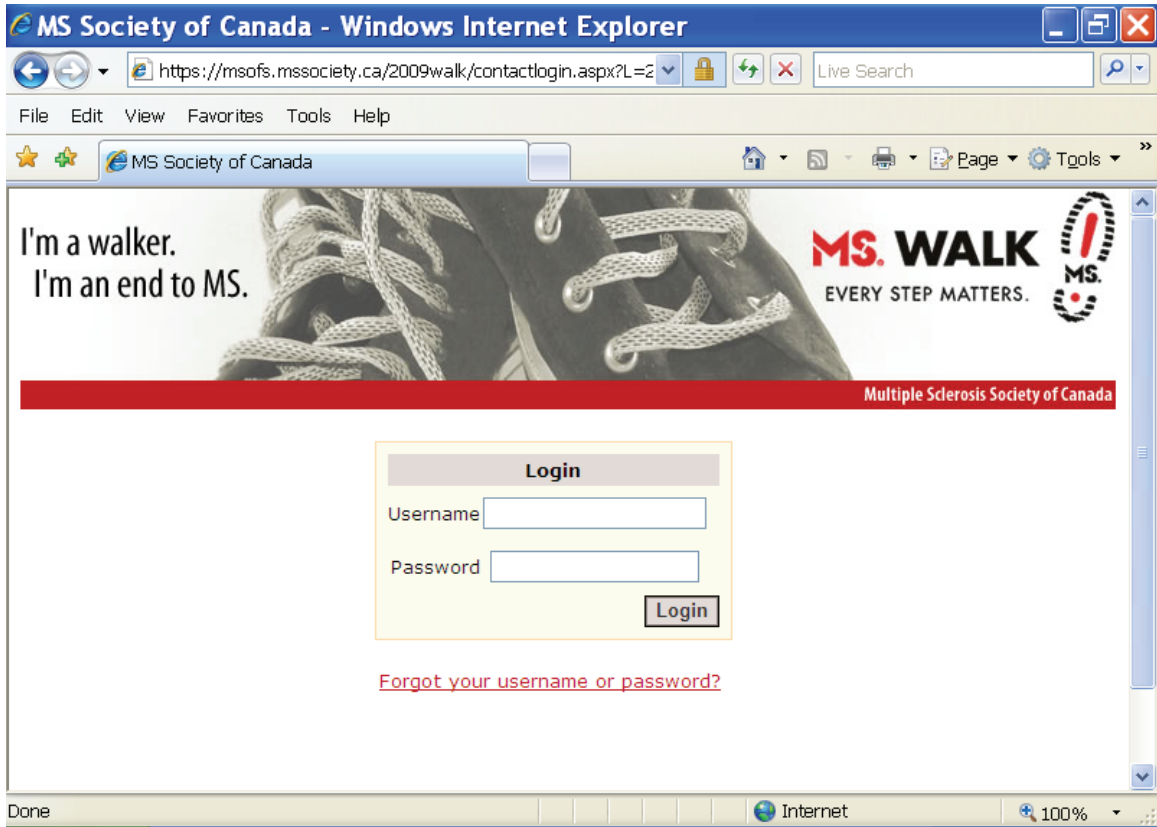 MS Society of Canada - Windows Internet Explorer
https://msofs.mssociety.ca/2009walk/contactlogin.aspx?L=2
Live Search
File Edit View Favorites Tools Help
MS Society of Canada
Page Tools »
I'm a walker.
I'm an end to MS.
MS. WALK
EVERY STEP MATTERS.
MS.
Multiple Sclerosis Society of Canada
Login
Username
Password
Login
Forgot your username or password?
Done Internet 100%